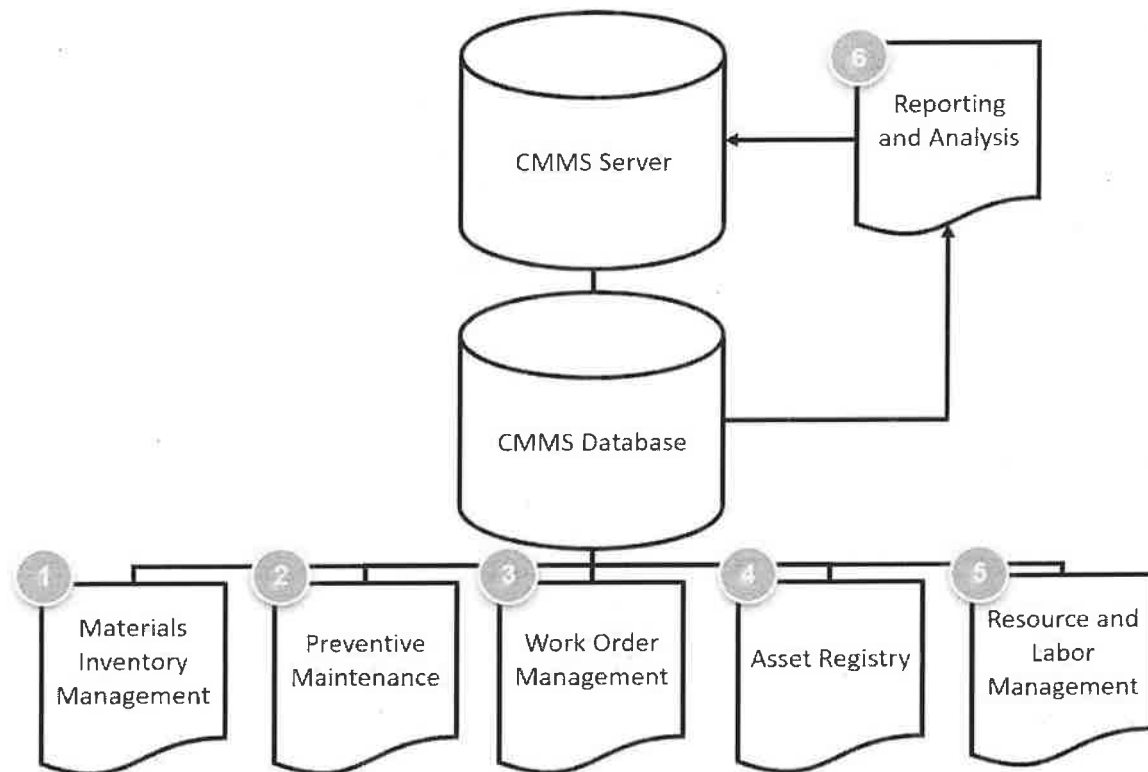 CMMS Server
6
Reporting
and Analysis
CMMS Database
1
Materials
Inventory
Management
2
Preventive
Maintenance
3
Work Order
Management
4
Asset Registry
5
Resource and
Labor
Management